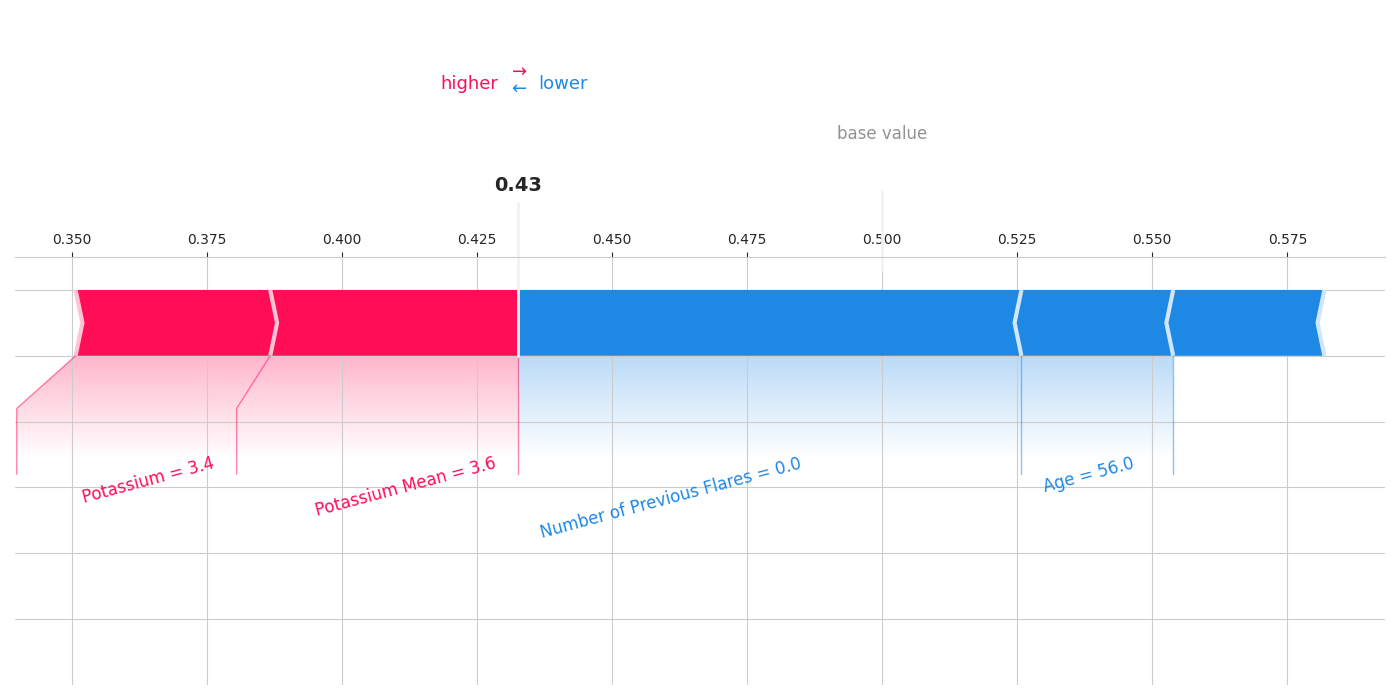 higher → ← lower
base value
0.43
0.350 0.375 0.400 0.425 0.450 0.475 0.500 0.525 0.550 0.575
Potassium = 3.4
Potassium Mean = 3.6
Number of Previous Flares = 0.0
Age = 56.0